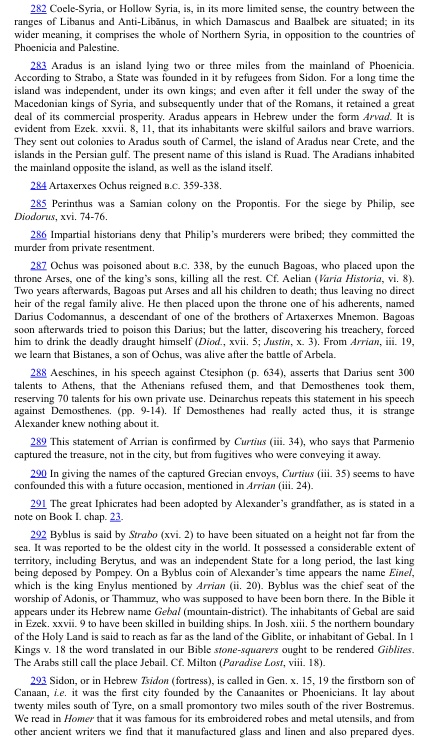 282 Coele-Syria, or Hollow Syria, is, in its more limited sense, the country between the
ranges of Libanus and Anti-Libănus, in which Damascus and Baalbek are situated; in its
wider meaning, it comprises the whole of Northern Syria, in opposition to the countries of
Phoenicia and Palestine.
283 Aradus is an island lying two or three miles from the mainland of Phoenicia.
According to Strabo, a State was founded in it by refugees from Sidon. For a long time the
island was independent, under its own kings; and even after it fell under the sway of the
Macedonian kings of Syria, and subsequently under that of the Romans, it retained a great
deal of its commercial prosperity. Aradus appears in Hebrew under the form Arvad. It is
evident from Ezek. xxvii. 8, 11, that its inhabitants were skilful sailors and brave warriors.
They sent out colonies to Aradus south of Carmel, the island of Aradus near Crete, and the
islands in the Persian gulf. The present name of this island is Ruad. The Aradians inhabited
the mainland opposite the island, as well as the island itself.
284 Artaxerxes Ochus reigned B.C. 359-338.
285 Perinthus was a Samian colony on the Propontis. For the siege by Philip, see
Diodorus, xvi. 74-76.
286 Impartial historians deny that Philip's murderers were bribed; they committed the
murder from private resentment.
287 Ochus was poisoned about B.C. 338, by the eunuch Bagoas, who placed upon the
throne Arses, one of the king's sons, killing all the rest. Cf. Aelian (Varia Historia, vi. 8).
Two years afterwards, Bagoas put Arses and all his children to death; thus leaving no direct
heir of the regal family alive. He then placed upon the throne one of his adherents, named
Darius Codomannus, a descendant of one of the brothers of Artaxerxes Mnemon. Bagoas
soon afterwards tried to poison this Darius; but the latter, discovering his treachery, forced
him to drink the deadly draught himself (Diod., xvii. 5; Justin, x. 3). From Arrian, iii. 19,
we learn that Bistanes, a son of Ochus, was alive after the battle of Arbela.
288 Aeschines, in his speech against Ctesiphon (p. 634), asserts that Darius sent 300
talents to Athens, that the Athenians refused them, and that Demosthenes took them,
reserving 70 talents for his own private use. Deinarchus repeats this statement in his speech
against Demosthenes. (pp. 9-14). If Demosthenes had really acted thus, it is strange
Alexander knew nothing about it.
289 This statement of Arrian is confirmed by Curtius (iii. 34), who says that Parmenio
captured the treasure, not in the city, but from fugitives who were conveying it away.
290 In giving the names of the captured Grecian envoys, Curtius (iii. 35) seems to have
confounded this with a future occasion, mentioned in Arrian (iii. 24).
291 The great Iphicrates had been adopted by Alexander's grandfather, as is stated in a
note on Book I. chap. 23.
292 Byblus is said by Strabo (xvi. 2) to have been situated on a height not far from the
sea. It was reported to be the oldest city in the world. It possessed a considerable extent of
territory, including Berytus, and was an independent State for a long period, the last king
being deposed by Pompey. On a Byblus coin of Alexander's time appears the name Einel,
which is the king Enylus mentioned by Arrian (ii. 20). Byblus was the chief seat of the
worship of Adonis, or Thammuz, who was supposed to have been born there. In the Bible it
appears under its Hebrew name Gebal (mountain-district). The inhabitants of Gebal are said
in Ezek. xxvii. 9 to have been skilled in building ships. In Josh. xiii. 5 the northern boundary
of the Holy Land is said to reach as far as the land of the Giblite, or inhabitant of Gebal. In 1
Kings v. 18 the word translated in our Bible stone-squarers ought to be rendered Giblites.
The Arabs still call the place Jebail. Cf. Milton (Paradise Lost, viii. 18).
293 Sidon, or in Hebrew Tsidon (fortress), is called in Gen. x. 15, 19 the firstborn son of
Canaan, i.e. it was the first city founded by the Canaanites or Phoenicians. It lay about
twenty miles south of Tyre, on a small promontory two miles south of the river Bostremus.
We read in Homer that it was famous for its embroidered robes and metal utensils, and from
other ancient writers we find that it manufactured glass and linen and also prepared dyes.